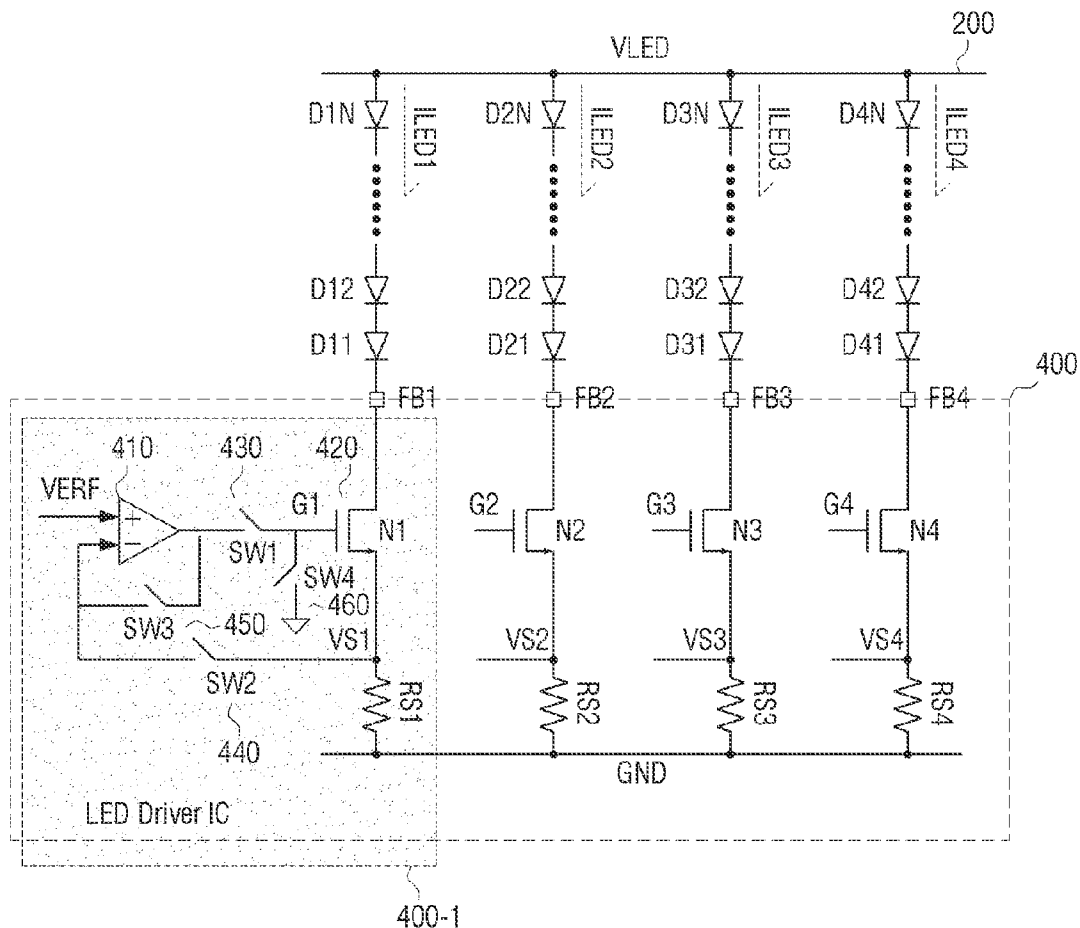 200
VLED
D1N ILED1 D2N ILED2 D3N ILED3 D4N ILED4
D12 D22 D32 D42
D11 D21 D31 D41
400
FB1 FB2 FB3 FB4
410 430 420
VERF G1 G2 G3 G4
+
N1 N2 N3 N4
−
SW1 SW4
460
SW3 450 VS1 VS2 VS3 VS4
SW2 RS1 RS2 RS3 RS4
440
GND
LED Driver IC
400-1